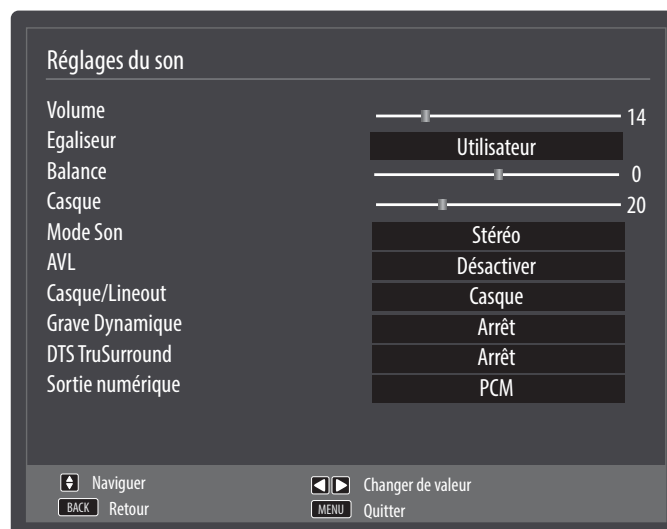 Réglages du son
Volume 14
Egaliseur Utilisateur
Balance 0
Casque 20
Mode Son Stéréo
AVL Désactiver
Casque/Lineout Casque
Grave Dynamique Arrêt
DTS TruSurround Arrêt
Sortie numérique PCM
Naviguer Changer de valeur
BACK Retour MENU Quitter